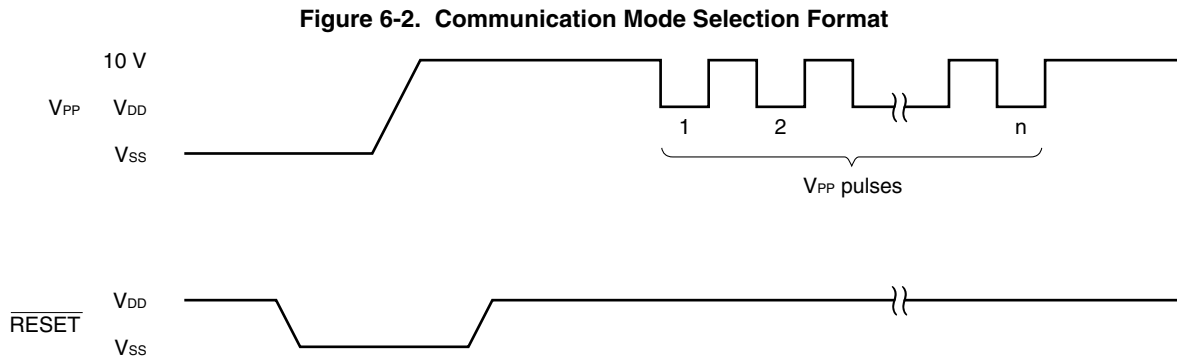 Figure 6-2. Communication Mode Selection Format
10 V
VPP VDD
VSS
1 2 n
VPP pulses
VDD
RESET
VSS